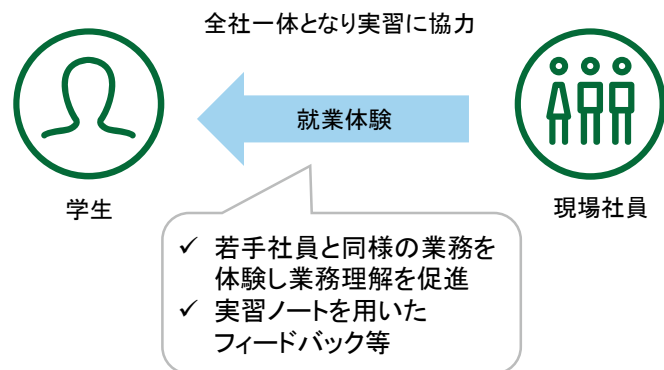 全社一体となり実習に協力
就業体験
学生
現場社員
✓ 若手社員と同様の業務を
体験し業務理解を促進
✓ 実習ノートを用いた
フィードバック等